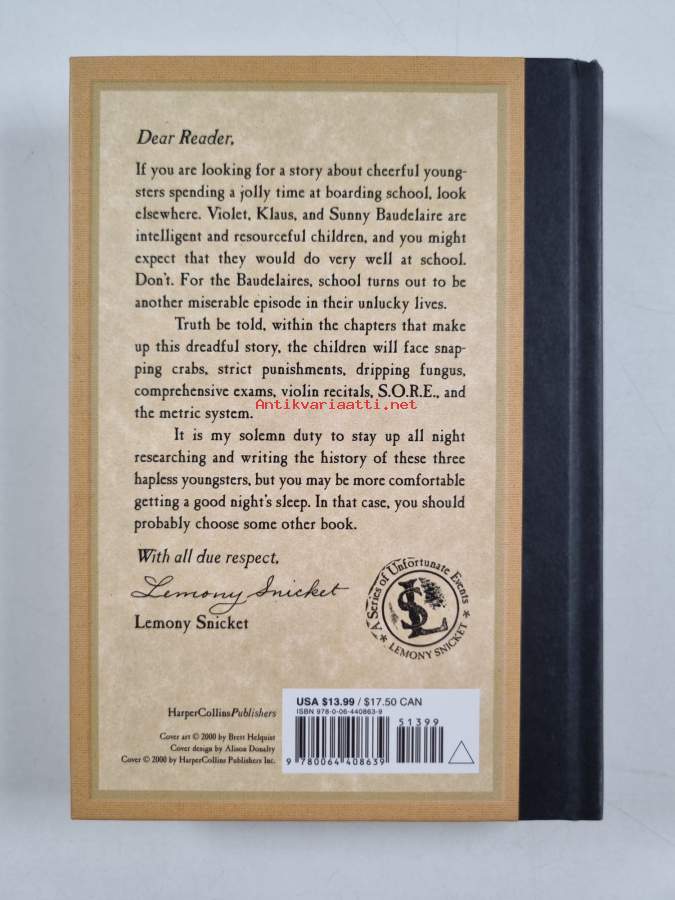 Dear Reader,
If you are looking for a story about cheerful young-
sters spending a jolly time at boarding school, look
elsewhere. Violet, Klaus, and Sunny Baudelaire are
intelligent and resourceful children, and you might
expect that they would do very well at school.
Don't. For the Baudelaires, school turns out to be
another miserable episode in their unlucky lives.
Truth be told, within the chapters that make
up this dreadful story, the children will face snap-
ping crabs, strict punishments, dripping fungus,
comprehensive exams, violin recitals, S.O.R.E., and
the metric system.
Antikvariaatti.net
It is my solemn duty to stay up all night
researching and writing the history of these three
hapless youngsters, but you may be more comfortable
getting a good night's sleep. In that case, you should
probably choose some other book.
With all due respect,
Lemony Snicket
Lemony Snicket
A Series of Unfortunate Events
LS
* LEMONY SNICKET *
HarperCollinsPublishers
Cover art © 2000 by Brett Helquist
Cover design by Alison Donalty
Cover © 2000 by HarperCollins Publishers Inc.
USA $13.99 / $17.50 CAN
ISBN 978-0-06-440863-9
51399
9 780064 408639